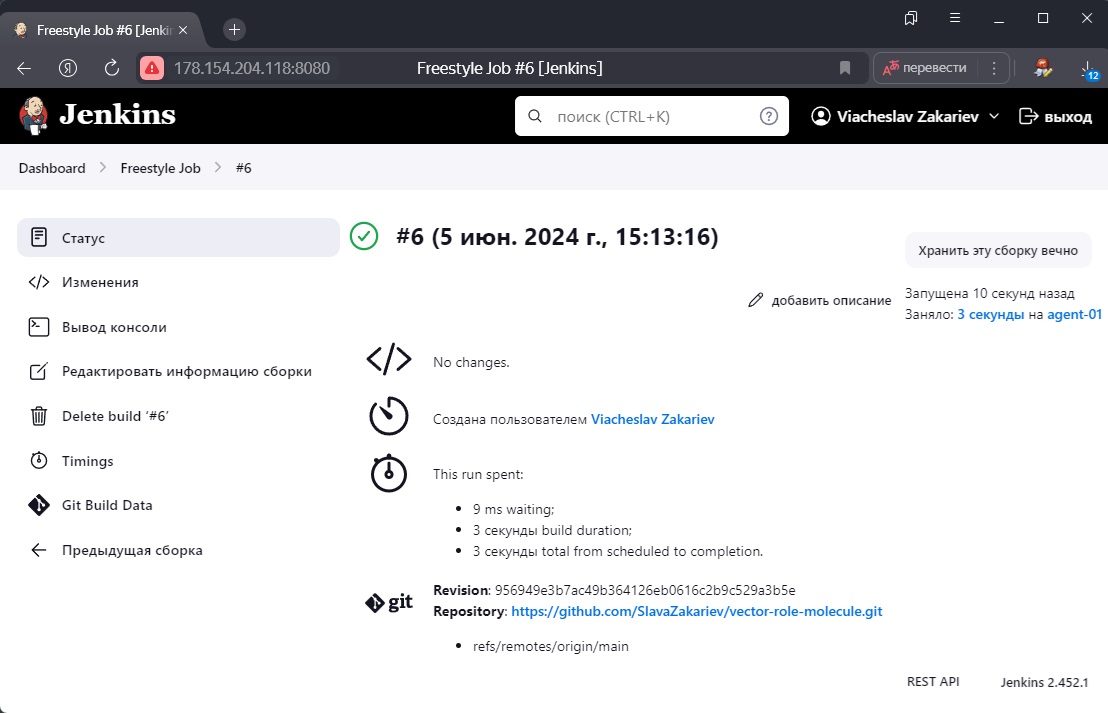 Freestyle Job #6 [Jenki
178.154.204.118:8080
Freestyle Job #6 [Jenkins]
перевести
12
Jenkins
поиск (CTRL+K)
Viacheslav Zakariev
выход
Dashboard
Freestyle Job
#6
Статус
Изменения
Вывод консоли
Редактировать информацию сборки
Delete build ‘#6’
Timings
Git Build Data
Предыдущая сборка
#6 (5 июн. 2024 г., 15:13:16)
Хранить эту сборку вечно
добавить описание
Запущена 10 секунд назад
Заняло: 3 секунды на agent-01
No changes.
Создана пользователем Viacheslav Zakariev
This run spent:
9 ms waiting;
3 секунды build duration;
3 секунды total from scheduled to completion.
git
Revision: 956949e3b7ac49b364126eb0616c2b9c529a3b5e
Repository: https://github.com/SlavaZakariev/vector-role-molecule.git
refs/remotes/origin/main
REST API
Jenkins 2.452.1